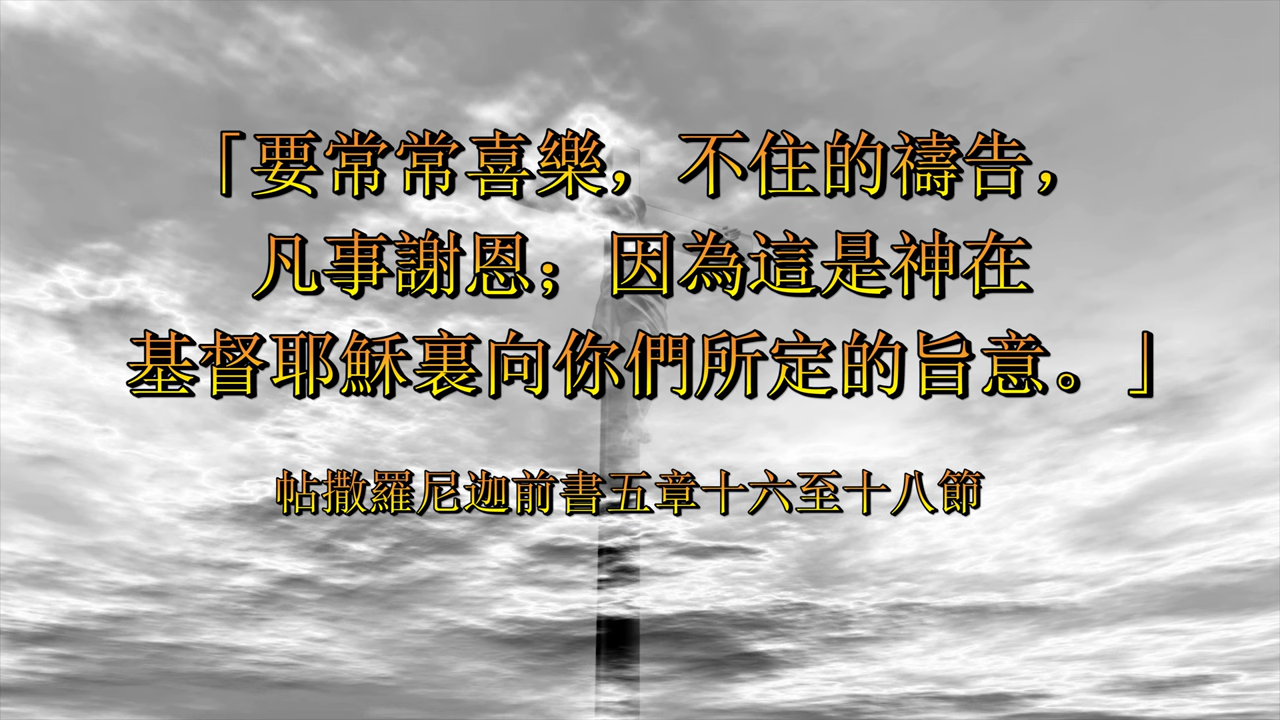 「要常常喜樂，不住的禱告，
凡事謝恩；因為這是神在
基督耶穌裏向你們所定的旨意。」
帖撒羅尼迦前書五章十六至十八節